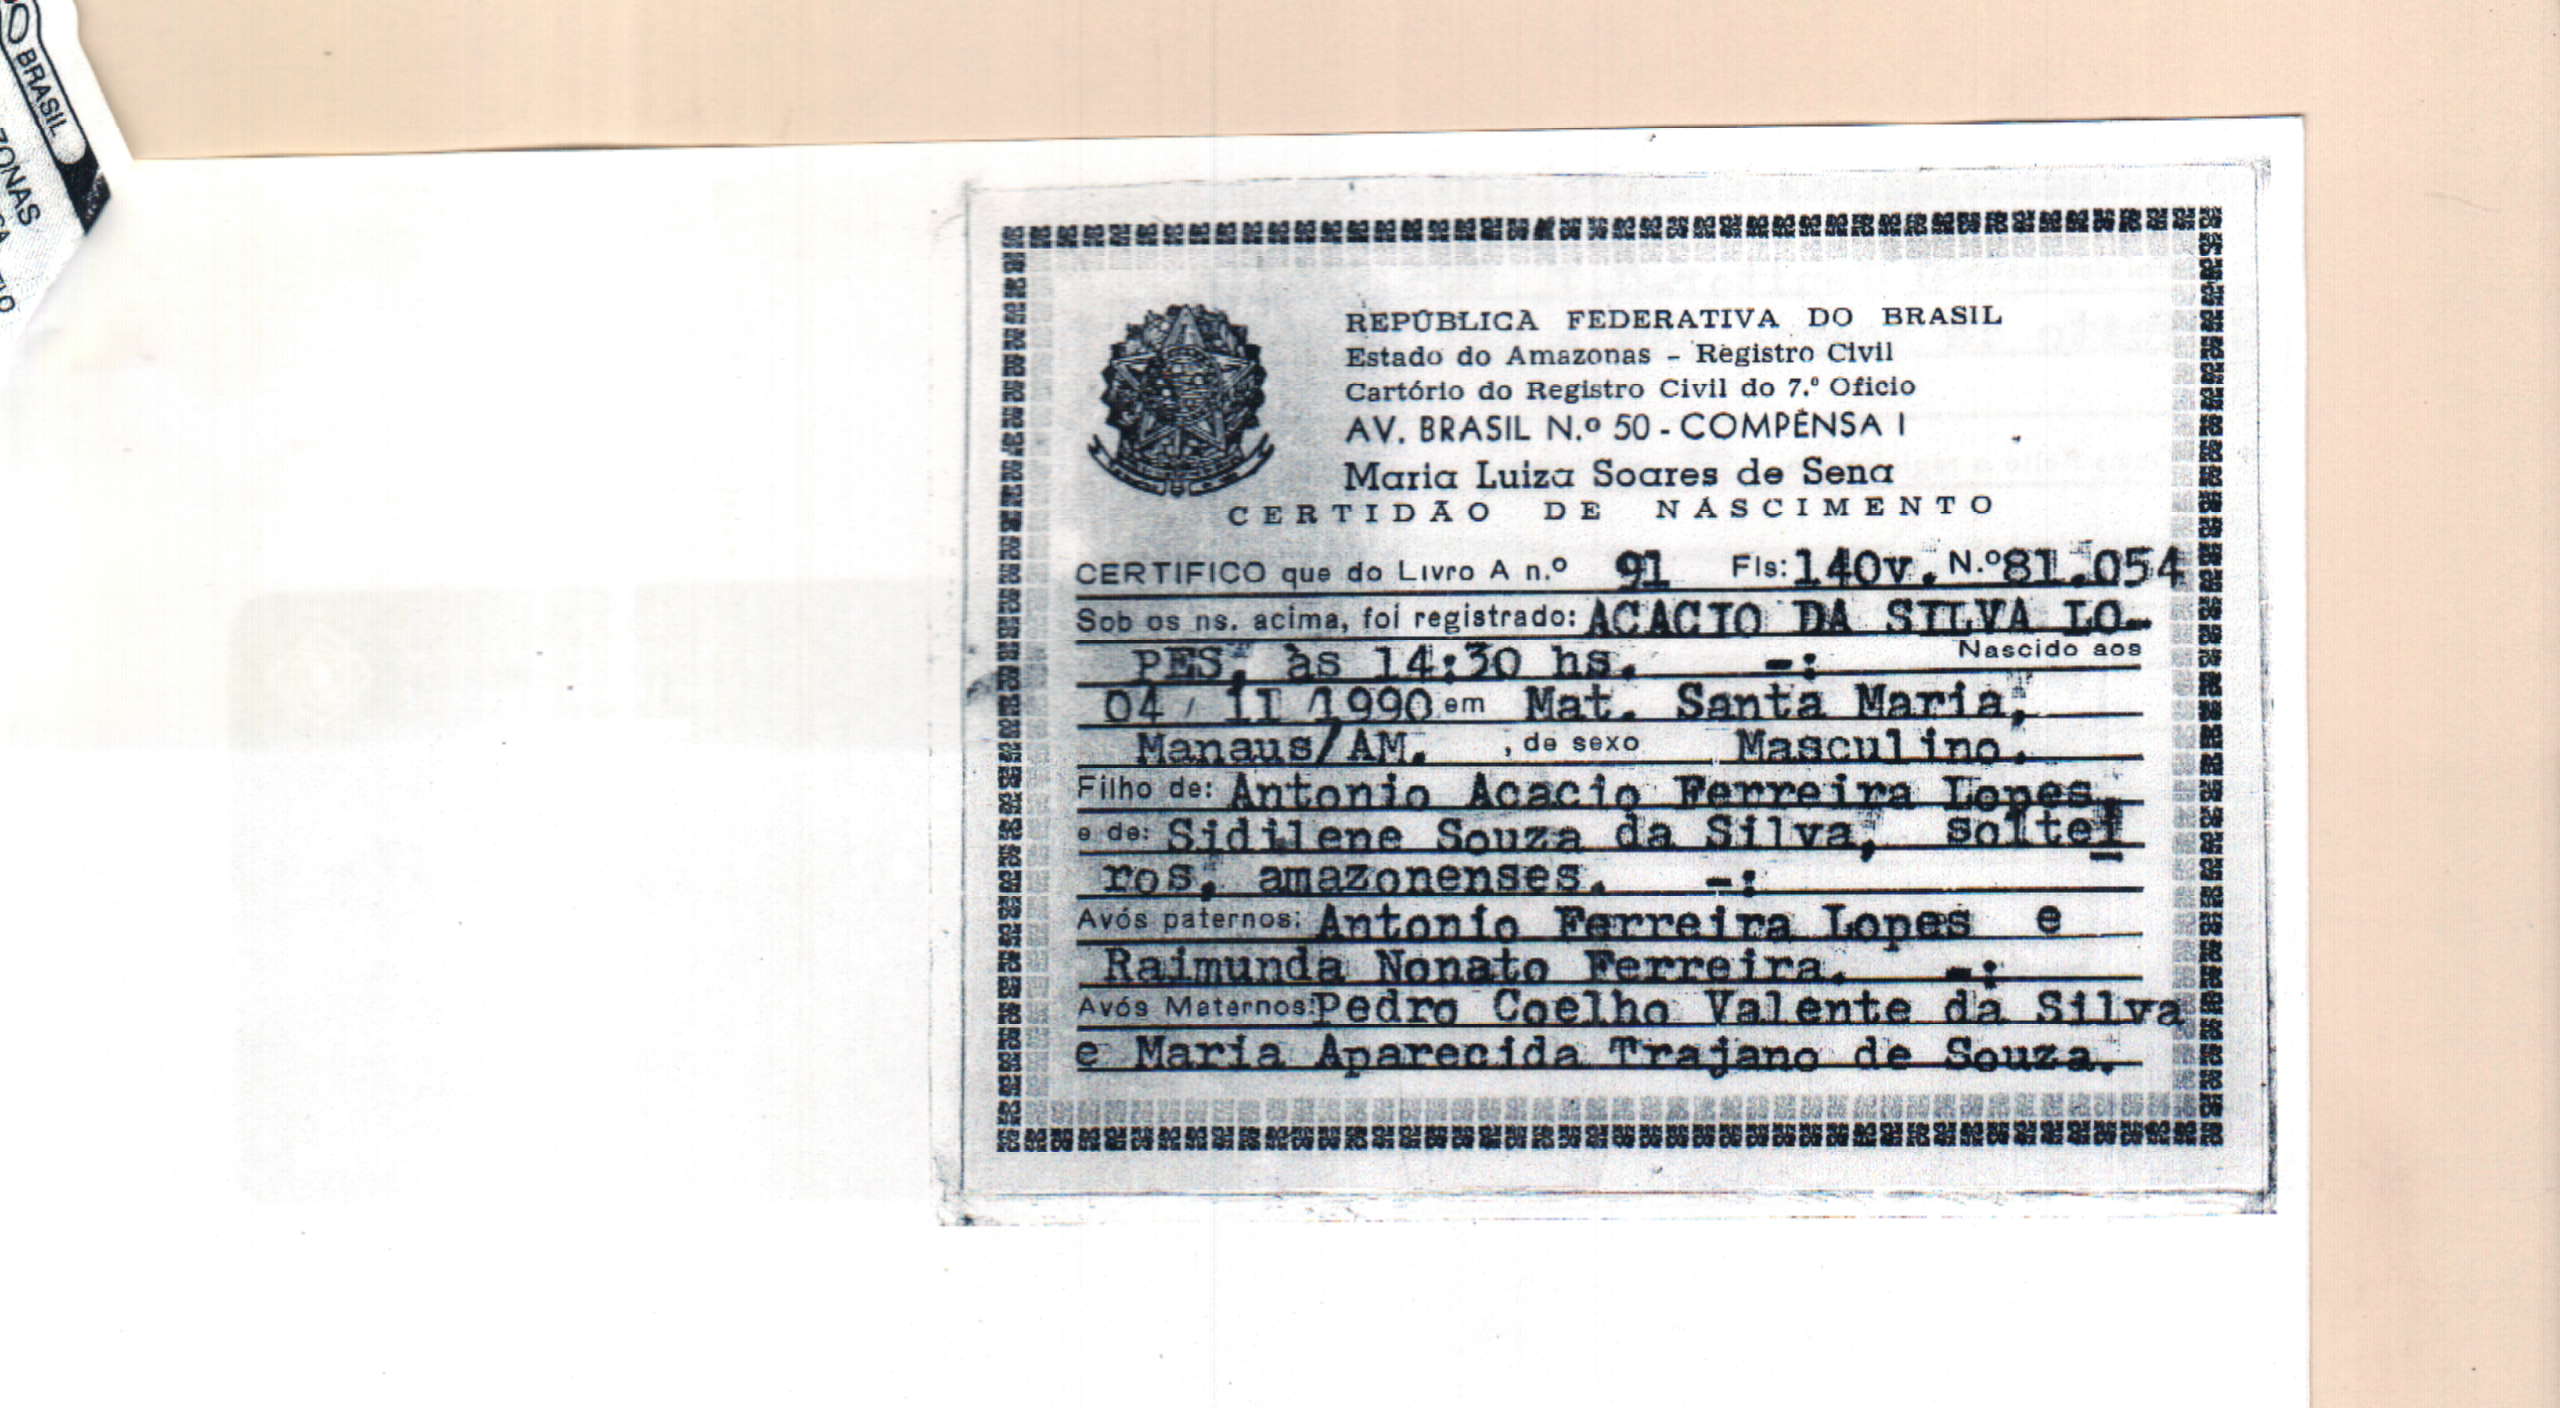 BRASIL
ZONAS
REPÚBLICA FEDERATIVA DO BRASIL
Estado do Amazonas - Registro Civil
Cartório do Registro Civil do 7.º Oficio
AV. BRASIL N.º 50 - COMPENSA I
Maria Luiza Soares de Sena
CERTIDÃO DE NASCIMENTO
CERTIFICO que do Livro A n.º 91 Fls: 140v. N.º 81.054
Sob os ns. acima, foi registrado: ACACIO DA SILVA LO-
PES, às 14:30 hs. -: Nascido aos
04 / 11 / 1990 em Mat. Santa Maria,
Manaus/AM. , de sexo Masculino.
Filho de: Antonio Acacio Ferreira Lopes,
e de: Sidilene Souza da Silva, soltei
ros, amazonenses. -:
Avós paternos: Antonio Ferreira Lopes e
Raimunda Nonato Ferreira. -:
Avós Maternos: Pedro Coelho Valente da Silva
e Maria Aparecida Trajano de Souza.